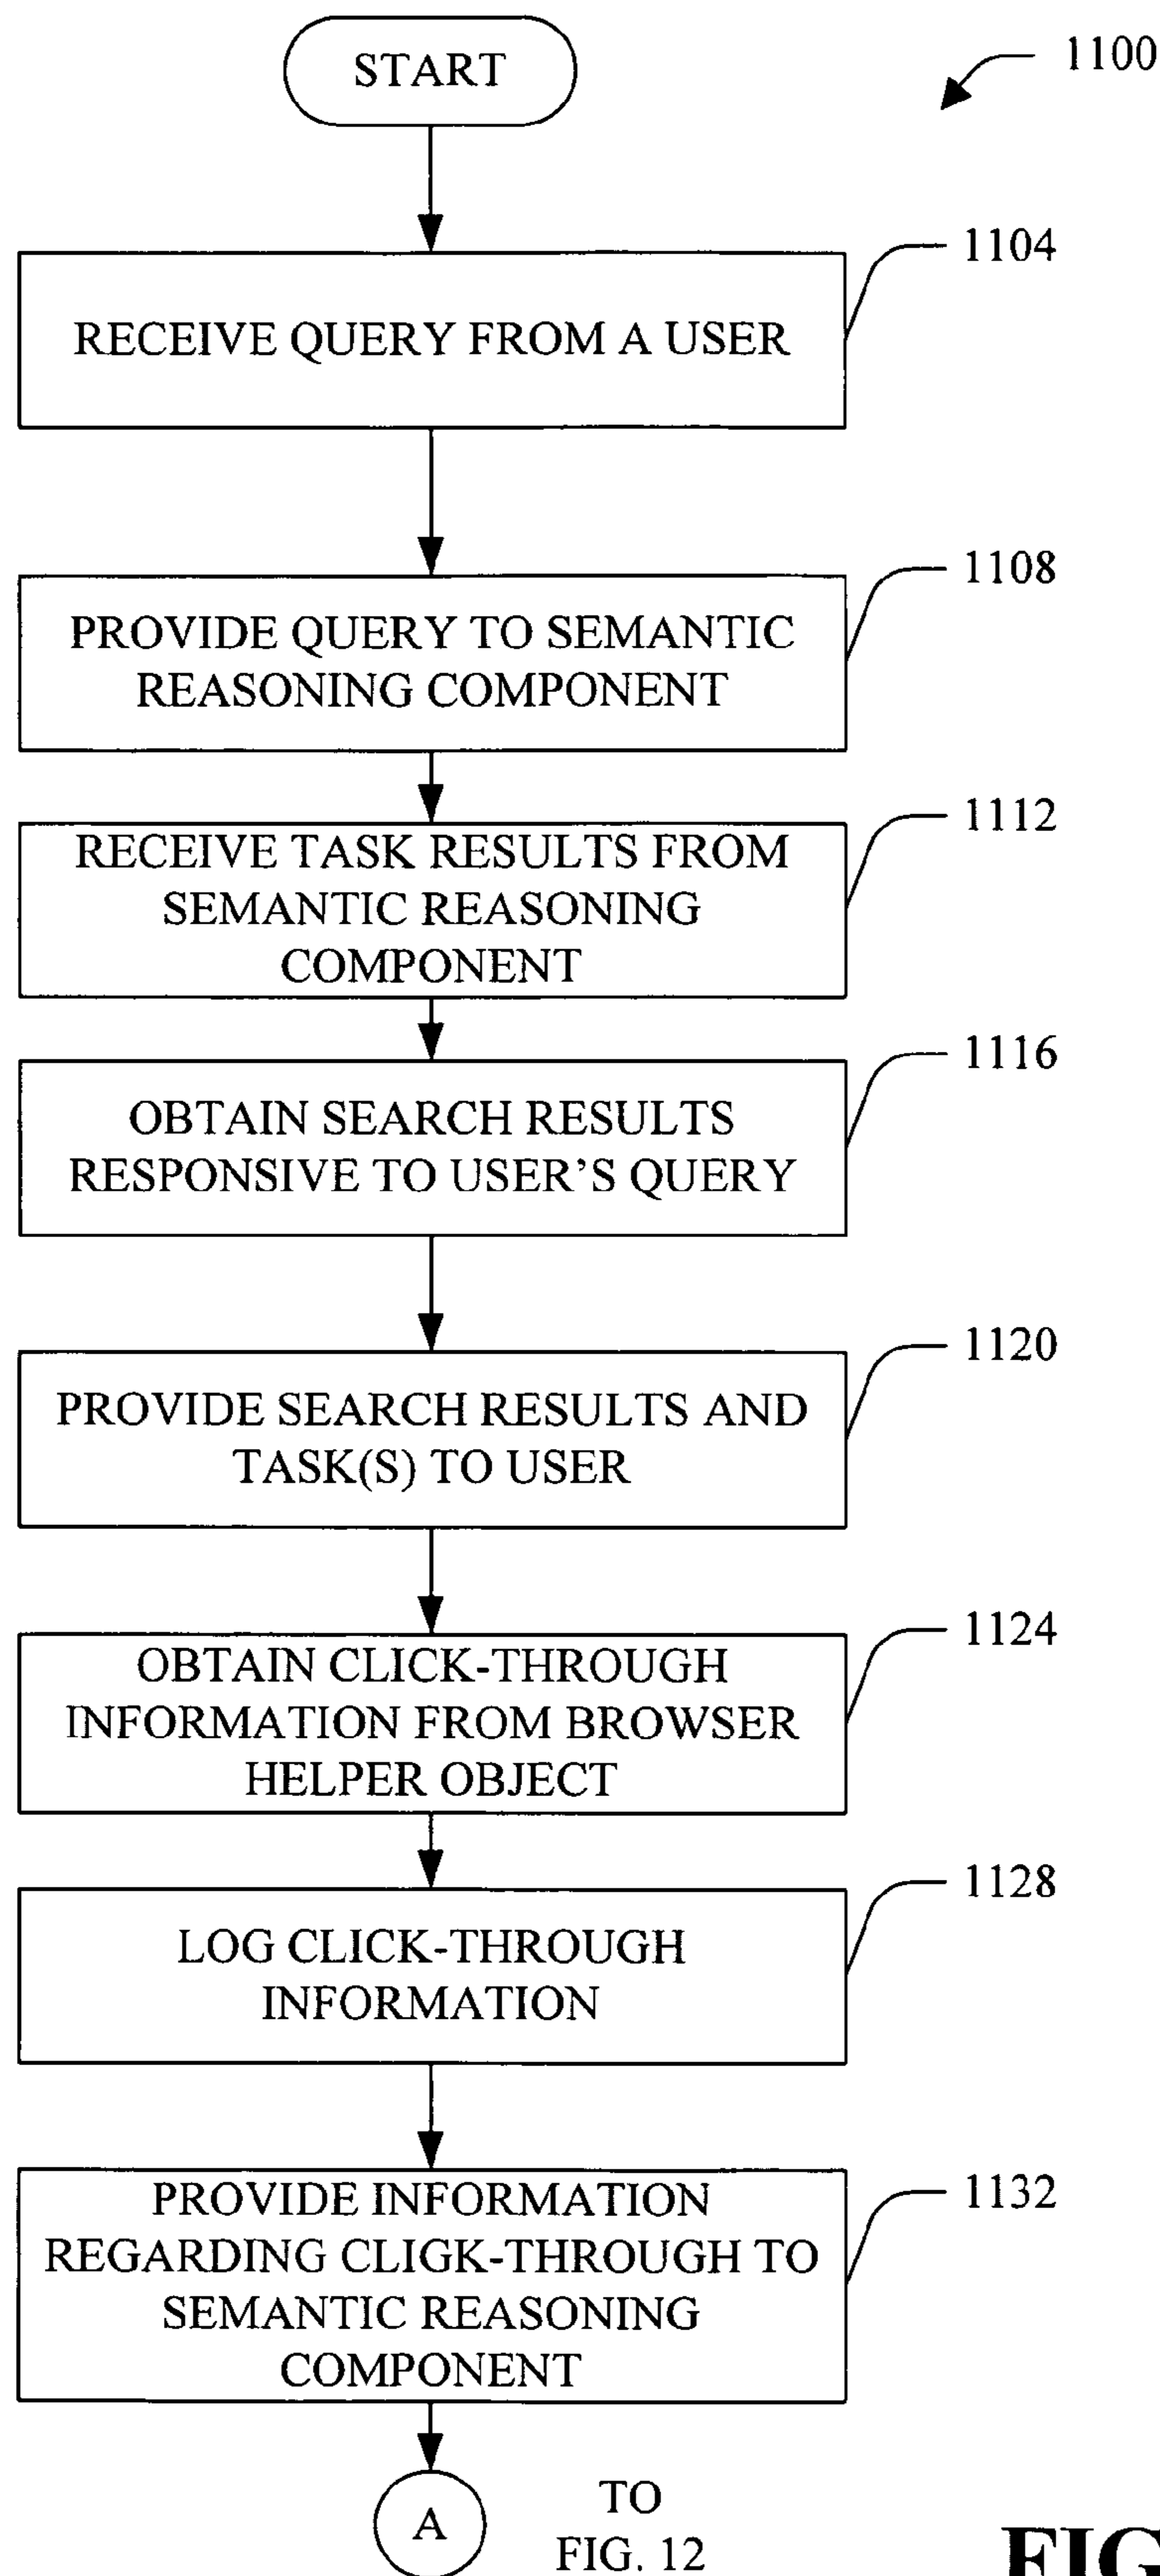 START
1100
1104
RECEIVE QUERY FROM A USER
1108
PROVIDE QUERY TO SEMANTIC
REASONING COMPONENT
1112
RECEIVE TASK RESULTS FROM
SEMANTIC REASONING
COMPONENT
1116
OBTAIN SEARCH RESULTS
RESPONSIVE TO USER’S QUERY
1120
PROVIDE SEARCH RESULTS AND
TASK(S) TO USER
1124
OBTAIN CLICK-THROUGH
INFORMATION FROM BROWSER
HELPER OBJECT
1128
LOG CLICK-THROUGH
INFORMATION
1132
PROVIDE INFORMATION
REGARDING CLIGK-THROUGH TO
SEMANTIC REASONING
COMPONENT
A
TO
FIG. 12